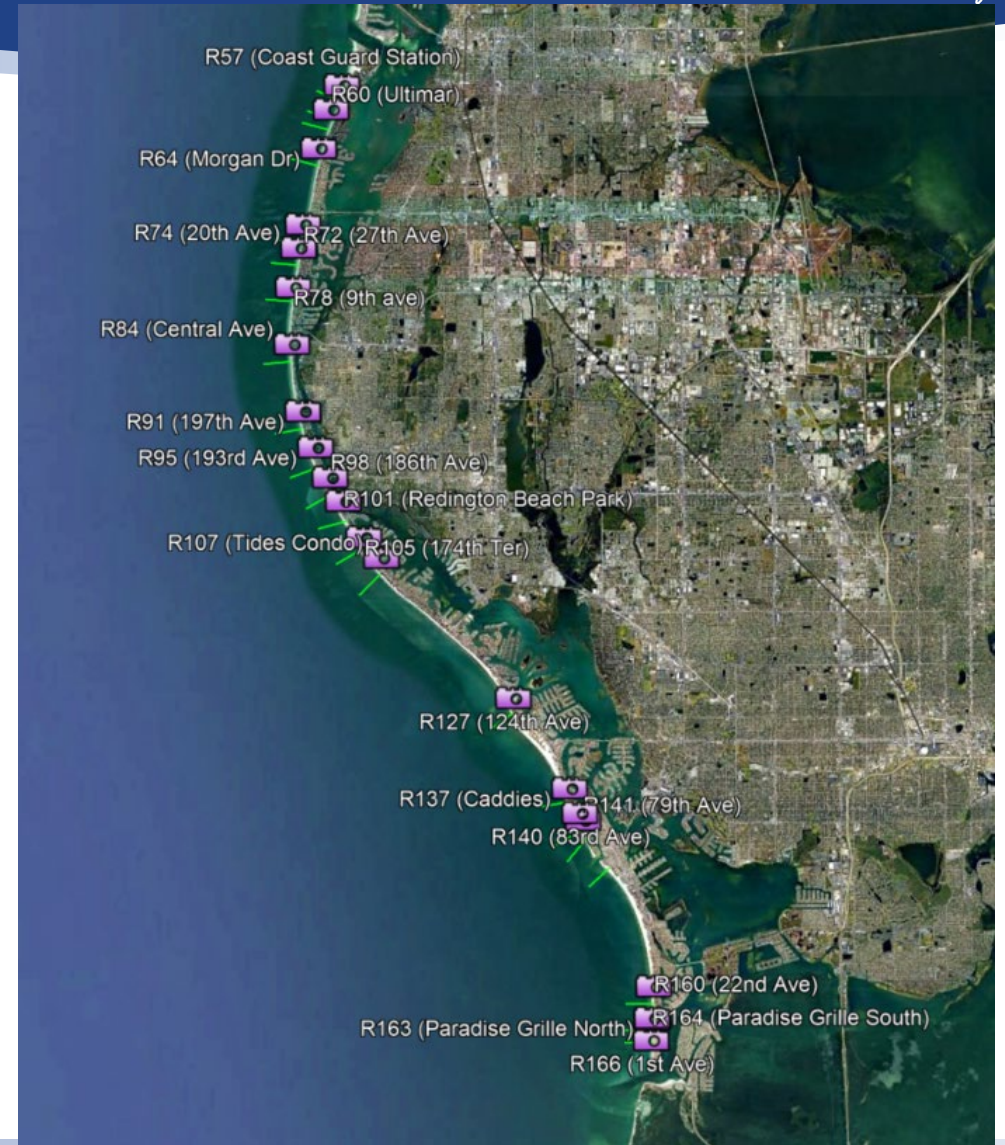 R57 (Coast Guard Station)
R60 (Ultimar)
R64 (Morgan Dr)
R74 (20th Ave)
R72 (27th Ave)
R78 (9th ave)
R84 (Central Ave)
R91 (197th Ave)
R95 (193rd Ave)
R98 (186th Ave)
R101 (Redington Beach Park)
R107 (Tides Condo)
R105 (174th Ter)
R127 (124th Ave)
R137 (Caddies)
R141 (79th Ave)
R140 (83rd Ave)
R160 (22nd Ave)
R164 (Paradise Grille South)
R163 (Paradise Grille North)
R166 (1st Ave)